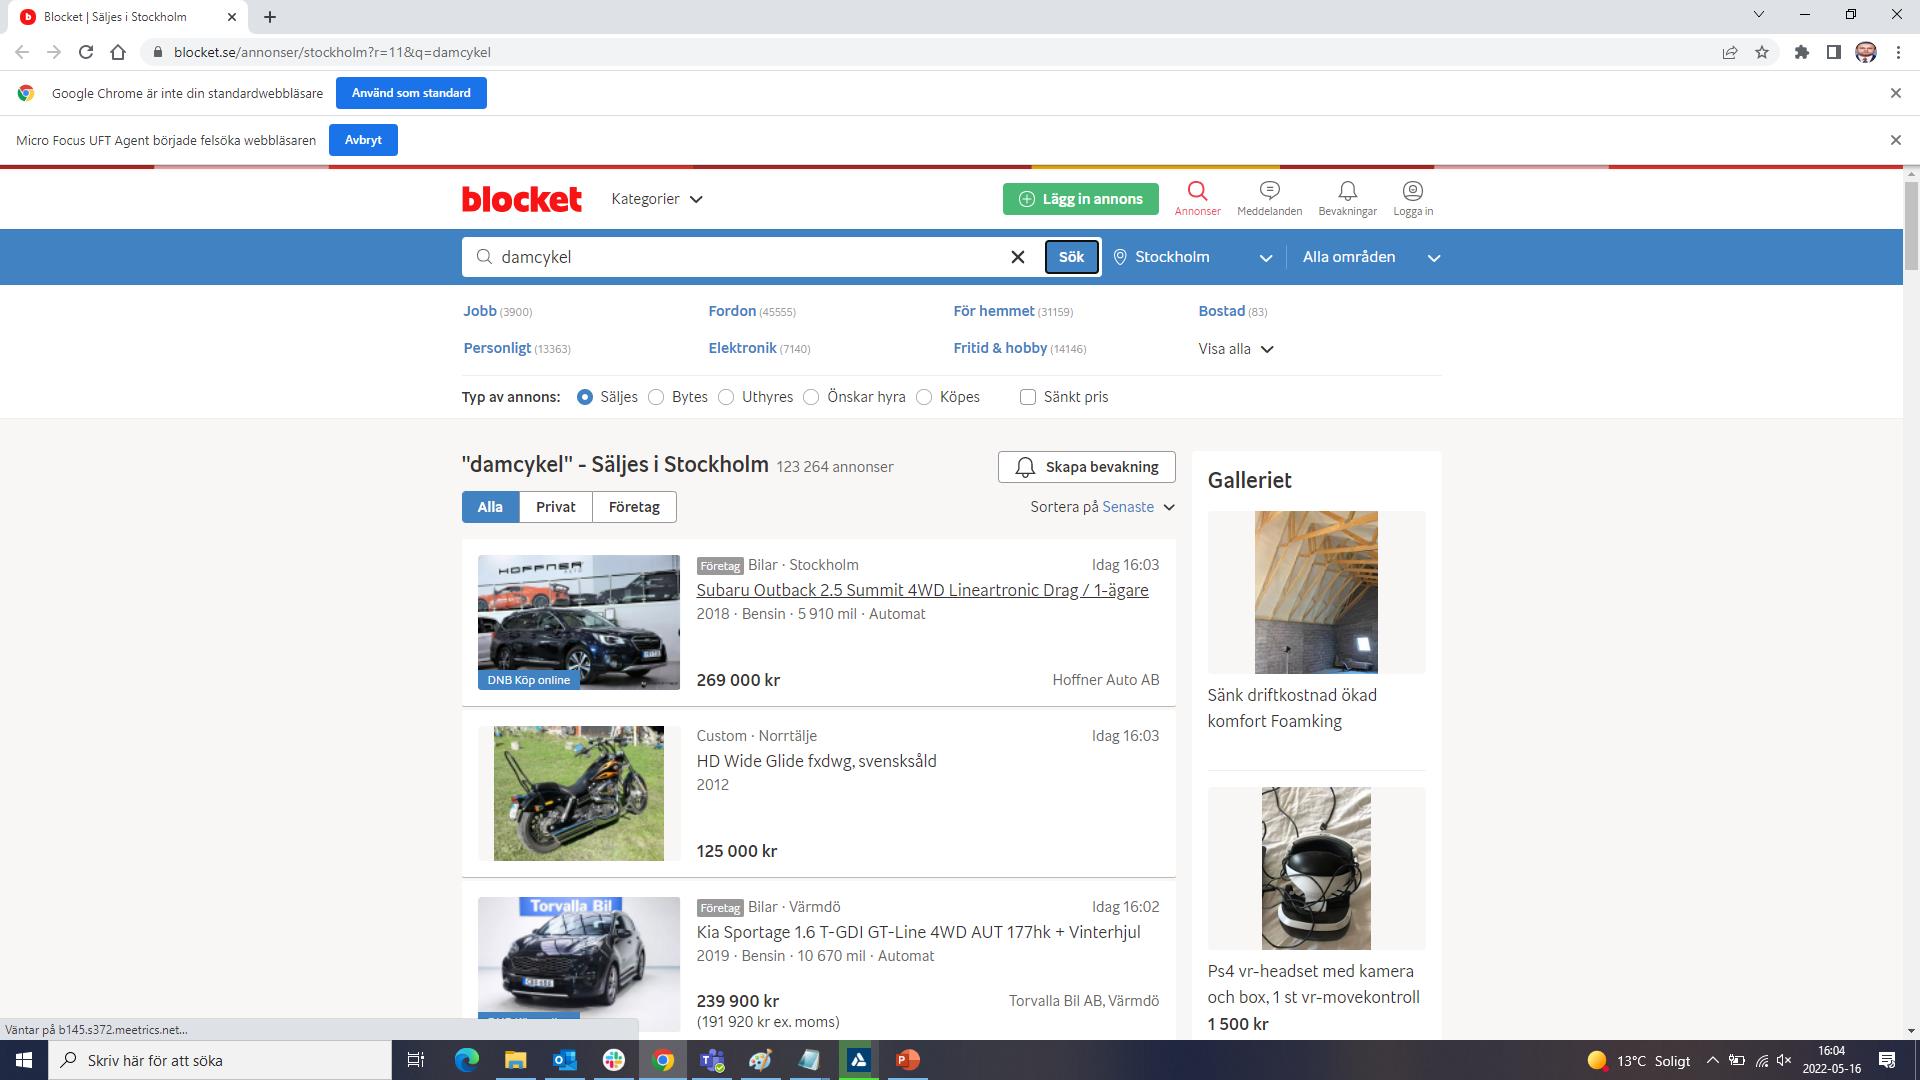 Blocket | Säljes i Stockholm
blocket.se/annonser/stockholm?r=11&q=damcykel
Google Chrome är inte din standardwebbläsare
Använd som standard
Micro Focus UFT Agent började felsöka webbläsaren
Avbryt
blocket
Kategorier
Lägg in annons
Annonser
Meddelanden
Bevakningar
Logga in
damcykel
Sök
Stockholm
Alla områden
Jobb (3900)
Fordon (45555)
För hemmet (31159)
Bostad (83)
Personligt (13363)
Elektronik (7140)
Fritid & hobby (14146)
Visa alla
Typ av annons:
Säljes
Bytes
Uthyres
Önskar hyra
Köpes
Sänkt pris
"damcykel" - Säljes i Stockholm 123 264 annonser
Skapa bevakning
Alla
Privat
Företag
Sortera på Senaste
HOFFNER
DNB Köp online
Företag Bilar · Stockholm
Idag 16:03
Subaru Outback 2.5 Summit 4WD Lineartronic Drag / 1-ägare
2018 · Bensin · 5 910 mil · Automat
269 000 kr
Hoffner Auto AB
Custom · Norrtälje
Idag 16:03
HD Wide Glide fxdwg, svensksåld
2012
125 000 kr
Torvalla Bil
Företag Bilar · Värmdö
Idag 16:02
Kia Sportage 1.6 T-GDI GT-Line 4WD AUT 177hk + Vinterhjul
2019 · Bensin · 10 670 mil · Automat
239 900 kr
Torvalla Bil AB, Värmdö
(191 920 kr ex. moms)
Galleriet
Sänk driftkostnad ökad
komfort Foamking
Ps4 vr-headset med kamera
och box, 1 st vr-movekontroll
1 500 kr
Väntar på b145.s372.meetrics.net...
Skriv här för att söka
13°C Soligt
16:04
2022-05-16